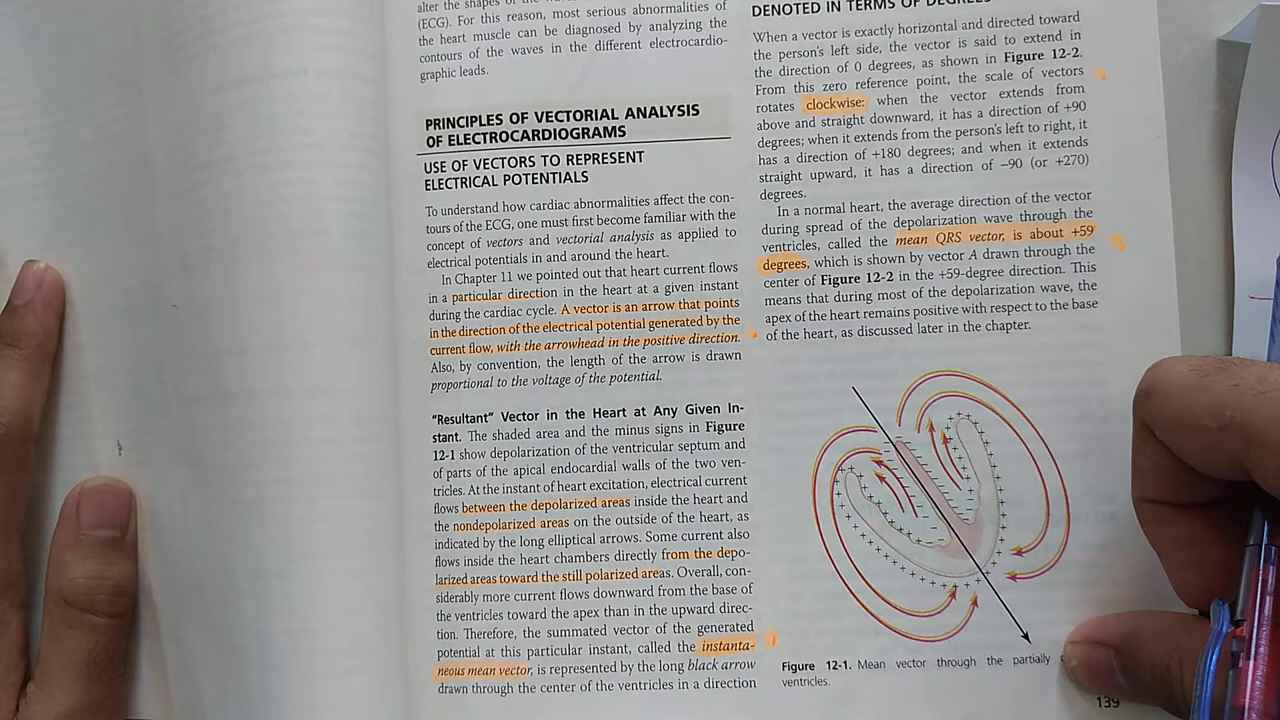 alter the shapes of the
(ECG). For this reason, most serious abnormalities of
the heart muscle can be diagnosed by analyzing the
contours of the waves in the different electrocardio-
graphic leads.
PRINCIPLES OF VECTORIAL ANALYSIS
OF ELECTROCARDIOGRAMS
USE OF VECTORS TO REPRESENT
ELECTRICAL POTENTIALS
To understand how cardiac abnormalities affect the con-
tours of the ECG, one must first become familiar with the
concept of vectors and vectorial analysis as applied to
electrical potentials in and around the heart.
In Chapter 11 we pointed out that heart current flows
in a particular direction in the heart at a given instant
during the cardiac cycle. A vector is an arrow that points
in the direction of the electrical potential generated by the
current flow, with the arrowhead in the positive direction.
Also, by convention, the length of the arrow is drawn
proportional to the voltage of the potential.
"Resultant" Vector in the Heart at Any Given In-
stant. The shaded area and the minus signs in Figure
12-1 show depolarization of the ventricular septum and
of parts of the apical endocardial walls of the two ven-
tricles. At the instant of heart excitation, electrical current
flows between the depolarized areas inside the heart and
the nondepolarized areas on the outside of the heart, as
indicated by the long elliptical arrows. Some current also
flows inside the heart chambers directly from the depo-
larized areas toward the still polarized areas. Overall, con-
siderably more current flows downward from the base of
the ventricles toward the apex than in the upward direc-
tion. Therefore, the summated vector of the generated
potential at this particular instant, called the instanta-
neous mean vector, is represented by the long black arrow
drawn through the center of the ventricles in a direction
DENOTED IN TERMS OF DEGREES
When a vector is exactly horizontal and directed toward
the person's left side, the vector is said to extend in
the direction of 0 degrees, as shown in Figure 12-2.
From this zero reference point, the scale of vectors
rotates clockwise: when the vector extends from
above and straight downward, it has a direction of +90
degrees; when it extends from the person's left to right, it
has a direction of +180 degrees; and when it extends
straight upward, it has a direction of –90 (or +270)
degrees.
In a normal heart, the average direction of the vector
during spread of the depolarization wave through the
ventricles, called the mean QRS vector, is about +59
degrees, which is shown by vector A drawn through the
center of Figure 12-2 in the +59-degree direction. This
means that during most of the depolarization wave, the
apex of the heart remains positive with respect to the base
of the heart, as discussed later in the chapter.
Figure 12-1. Mean vector through the partially
ventricles.
139